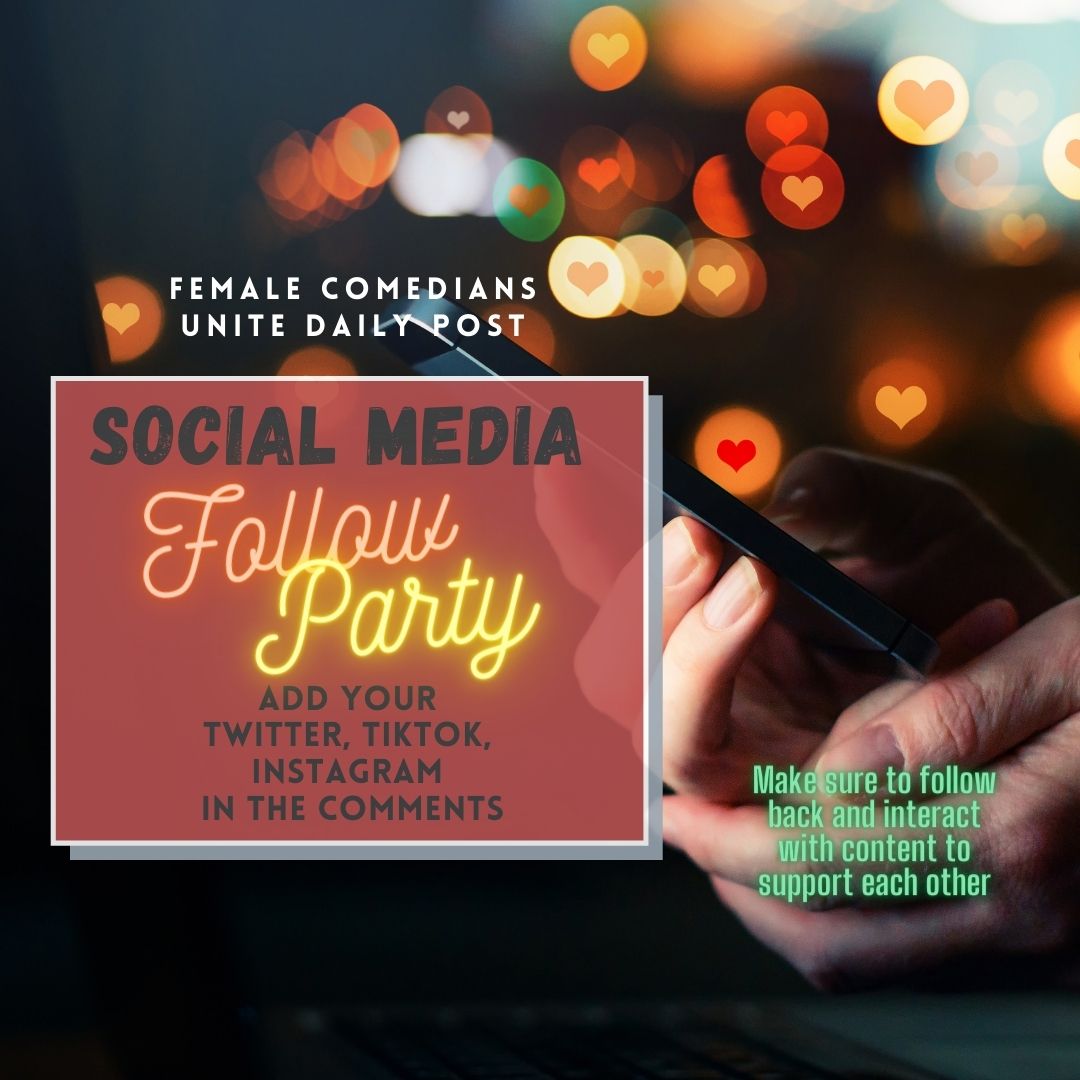 FEMALE COMEDIANS
UNITE DAILY POST
SOCIAL MEDIA
Follow
Party
ADD YOUR
TWITTER, TIKTOK,
INSTAGRAM
IN THE COMMENTS
Make sure to follow
back and interact
with content to
support each other